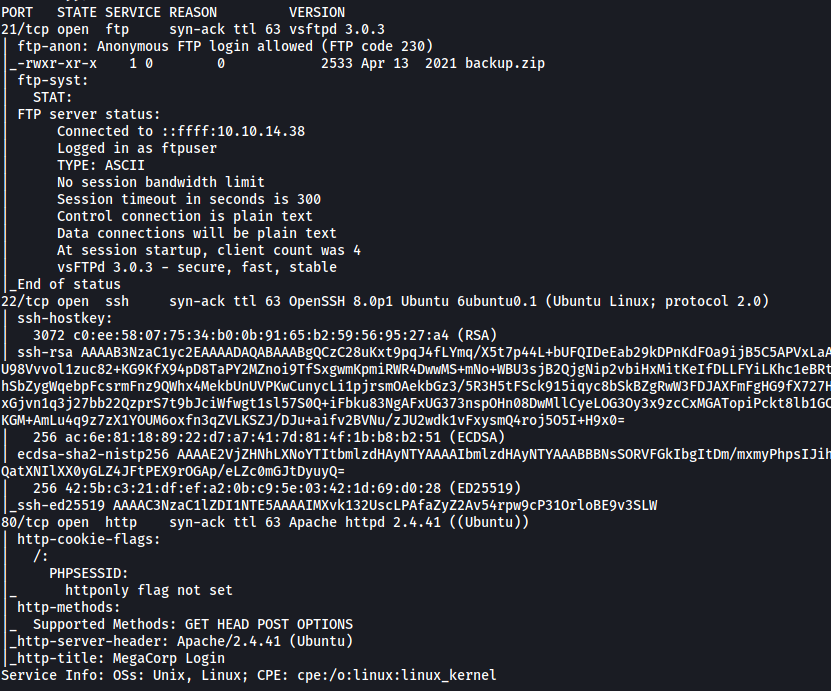 PORT   STATE SERVICE REASON         VERSION
21/tcp open  ftp     syn-ack ttl 63 vsftpd 3.0.3
| ftp-anon: Anonymous FTP login allowed (FTP code 230)
|_-rwxr-xr-x    1 0        0            2533 Apr 13  2021 backup.zip
| ftp-syst:
|   STAT:
| FTP server status:
|      Connected to ::ffff:10.10.14.38
|      Logged in as ftpuser
|      TYPE: ASCII
|      No session bandwidth limit
|      Session timeout in seconds is 300
|      Control connection is plain text
|      Data connections will be plain text
|      At session startup, client count was 4
|      vsFTPd 3.0.3 - secure, fast, stable
|_End of status
22/tcp open  ssh     syn-ack ttl 63 OpenSSH 8.0p1 Ubuntu 6ubuntu0.1 (Ubuntu Linux; protocol 2.0)
| ssh-hostkey:
|   3072 c0:ee:58:07:75:34:b0:0b:91:65:b2:59:56:95:27:a4 (RSA)
| ssh-rsa AAAAB3NzaC1yc2EAAAADAQABAAABgQCzC28uKxt9pqJ4fLYmq/X5t7p44L+bUFQIDeEab29kDPnKdFOa9ijB5C5APVxLaA
U98Vvvol1zuc82+KG9KfX94pD8TaPY2MZnoi9TfSxgwmKpmiRWR4DwwMS+mNo+WBU3sjB2QjgNip2vbiHxMitKeIfDLLFYiLKhc1eBRt
hSbZygWqebpFcsrmFnz9QWhx4MekbUnUVPKwCunycLi1pjrsmOAekbGz3/5R3H5tFSck915iqyc8bSkBZgRwW3FDJAXFmFgHG9fX727H
xGjvn1q3j27bb22QzprS7t9bJciWfwgt1sl57S0Q+iFbku83NgAFxUG373nspOHn08DwMllCyeLOG3Oy3x9zcCxMGATopiPckt8lb1GC
KGM+AmLu4q9z7zX1YOUM6oxfn3qZVLKSZJ/DJu+aifv2BVNu/zJU2wdk1vFxysmQ4roj5O5I+H9x0=
|   256 ac:6e:81:18:89:22:d7:a7:41:7d:81:4f:1b:b8:b2:51 (ECDSA)
| ecdsa-sha2-nistp256 AAAAE2VjZHNhLXNoYTItbmlzdHAyNTYAAAAIbmlzdHAyNTYAAABBBNsSORVFGkIbgItDm/mxmyPhpsIJih
QatXNIlXX0yGLZ4JFtPEX9rOGAp/eLZc0mGJtDyuyQ=
|   256 42:5b:c3:21:df:ef:a2:0b:c9:5e:03:42:1d:69:d0:28 (ED25519)
|_ssh-ed25519 AAAAC3NzaC1lZDI1NTE5AAAAIMXvk132UscLPAfaZyZ2Av54rpw9cP31OrloBE9v3SLW
80/tcp open  http    syn-ack ttl 63 Apache httpd 2.4.41 ((Ubuntu))
| http-cookie-flags:
|   /:
|     PHPSESSID:
|_      httponly flag not set
| http-methods:
|_  Supported Methods: GET HEAD POST OPTIONS
|_http-server-header: Apache/2.4.41 (Ubuntu)
|_http-title: MegaCorp Login
Service Info: OSs: Unix, Linux; CPE: cpe:/o:linux:linux_kernel